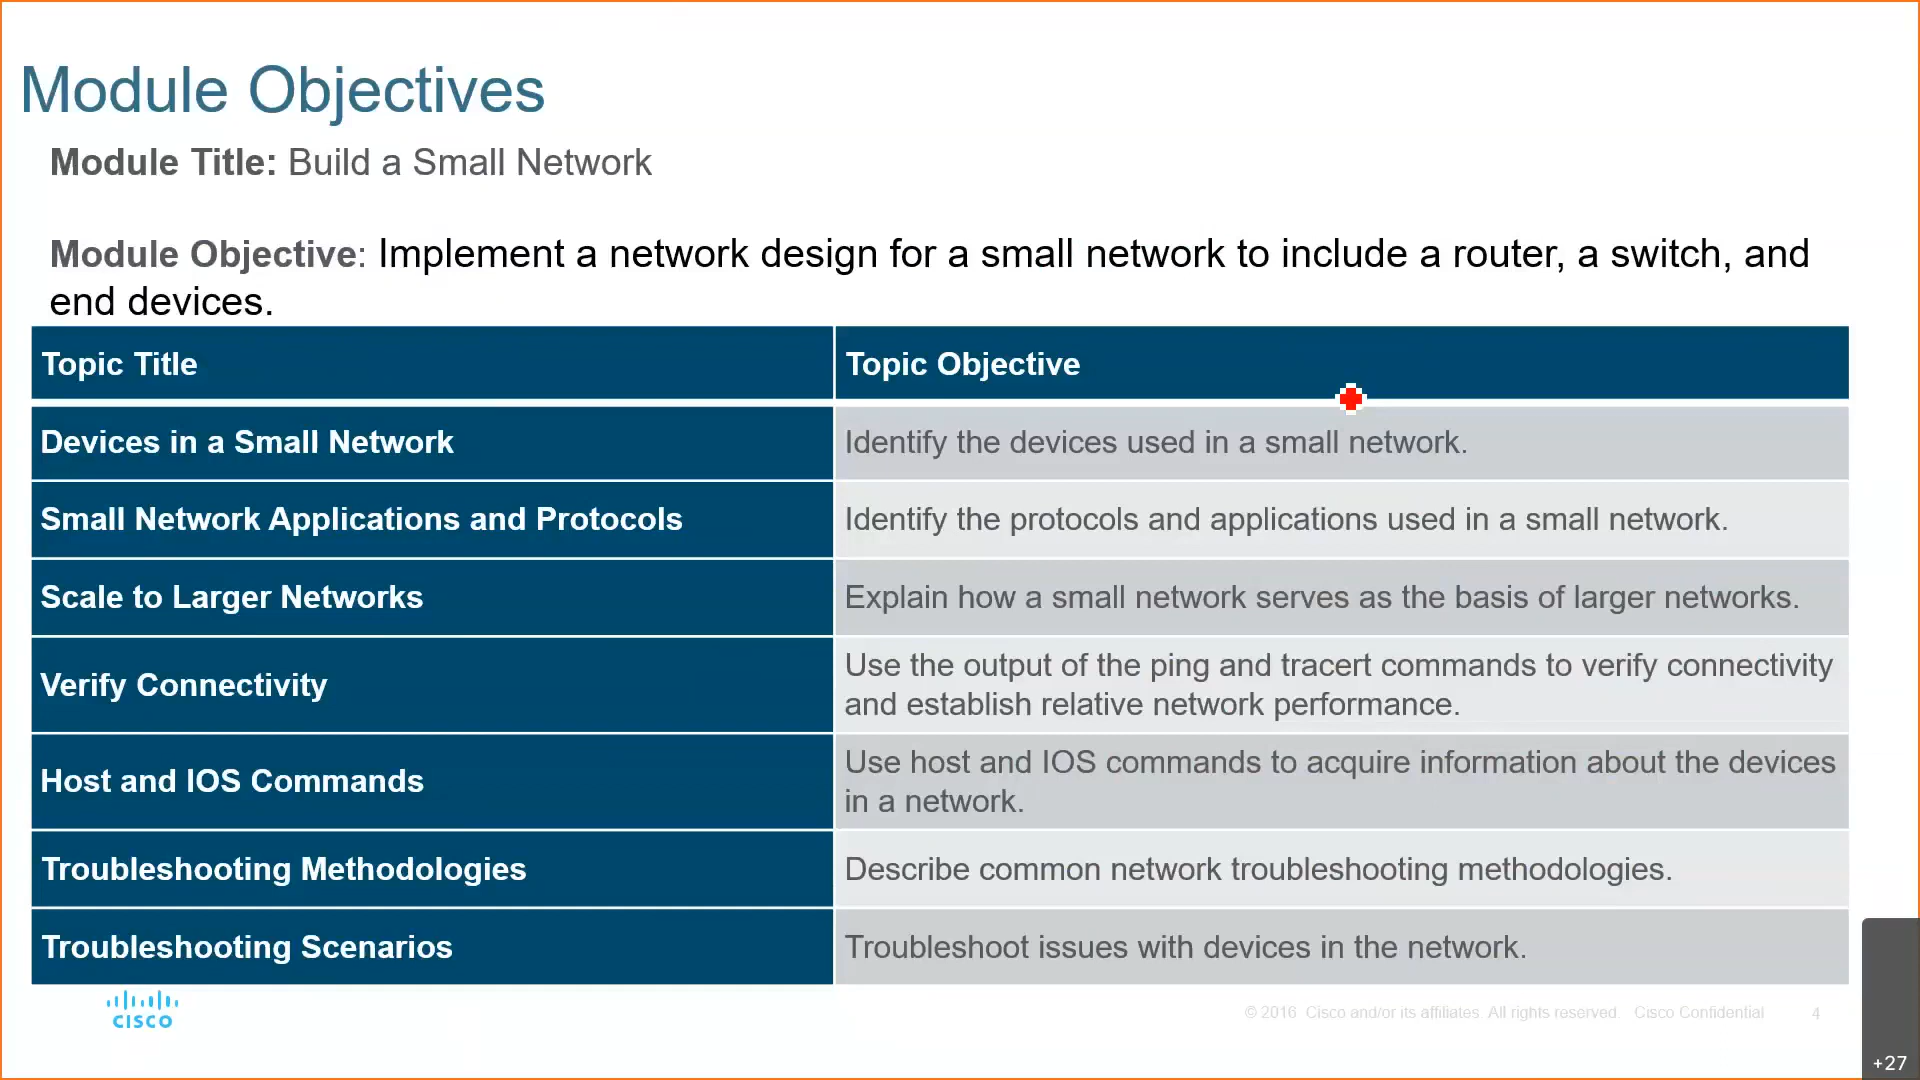 Module Objectives
Module Title: Build a Small Network
Module Objective: Implement a network design for a small network to include a router, a switch, and
end devices.
Topic Title
Topic Objective
Devices in a Small Network
Identify the devices used in a small network.
Small Network Applications and Protocols
Identify the protocols and applications used in a small network.
Scale to Larger Networks
Explain how a small network serves as the basis of larger networks.
Verify Connectivity
Use the output of the ping and tracert commands to verify connectivity
and establish relative network performance.
Host and IOS Commands
Use host and IOS commands to acquire information about the devices
in a network.
Troubleshooting Methodologies
Describe common network troubleshooting methodologies.
Troubleshooting Scenarios
Troubleshoot issues with devices in the network.
CISCO
© 2016 Cisco and/or its affiliates. All rights reserved. Cisco Confidential
4
+27